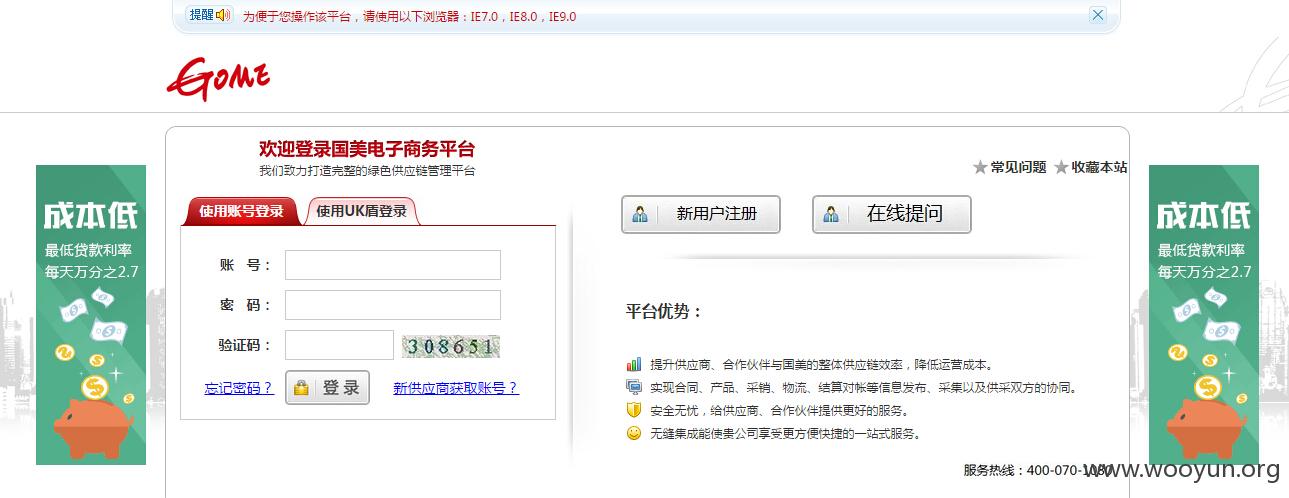 提醒 为便于您操作该平台，请使用以下浏览器：IE7.0，IE8.0，IE9.0
GOME
欢迎登录国美电子商务平台
我们致力打造完整的绿色供应链管理平台
常见问题 收藏本站
使用账号登录 使用UK盾登录
新用户注册 在线提问
账 号：
密 码：
验证码： 308651
忘记密码？ 登 录 新供应商获取账号？
平台优势：
提升供应商、合作伙伴与国美的整体供应链效率，降低运营成本。
实现合同、产品、采销、物流、结算对帐等信息发布、采集以及供采双方的协同。
安全无忧，给供应商、合作伙伴提供更好的服务。
无缝集成能使贵公司享受更方便快捷的一站式服务。
服务热线：400-070-1080
www.wooyun.org
成本低
最低贷款利率
每天万分之2.7
成本低
最低贷款利率
每天万分之2.7